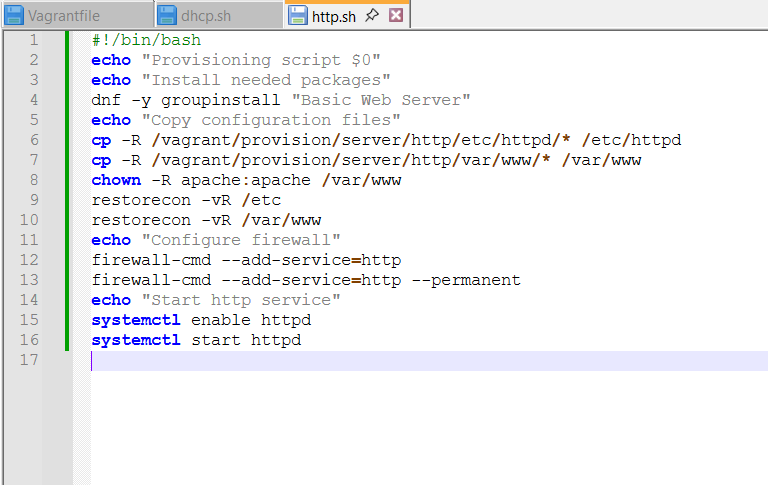 Vagrantfile dhcp.sh http.sh
1 #!/bin/bash
2 echo "Provisioning script $0"
3 echo "Install needed packages"
4 dnf -y groupinstall "Basic Web Server"
5 echo "Copy configuration files"
6 cp -R /vagrant/provision/server/http/etc/httpd/* /etc/httpd
7 cp -R /vagrant/provision/server/http/var/www/* /var/www
8 chown -R apache:apache /var/www
9 restorecon -vR /etc
10 restorecon -vR /var/www
11 echo "Configure firewall"
12 firewall-cmd --add-service=http
13 firewall-cmd --add-service=http --permanent
14 echo "Start http service"
15 systemctl enable httpd
16 systemctl start httpd
17